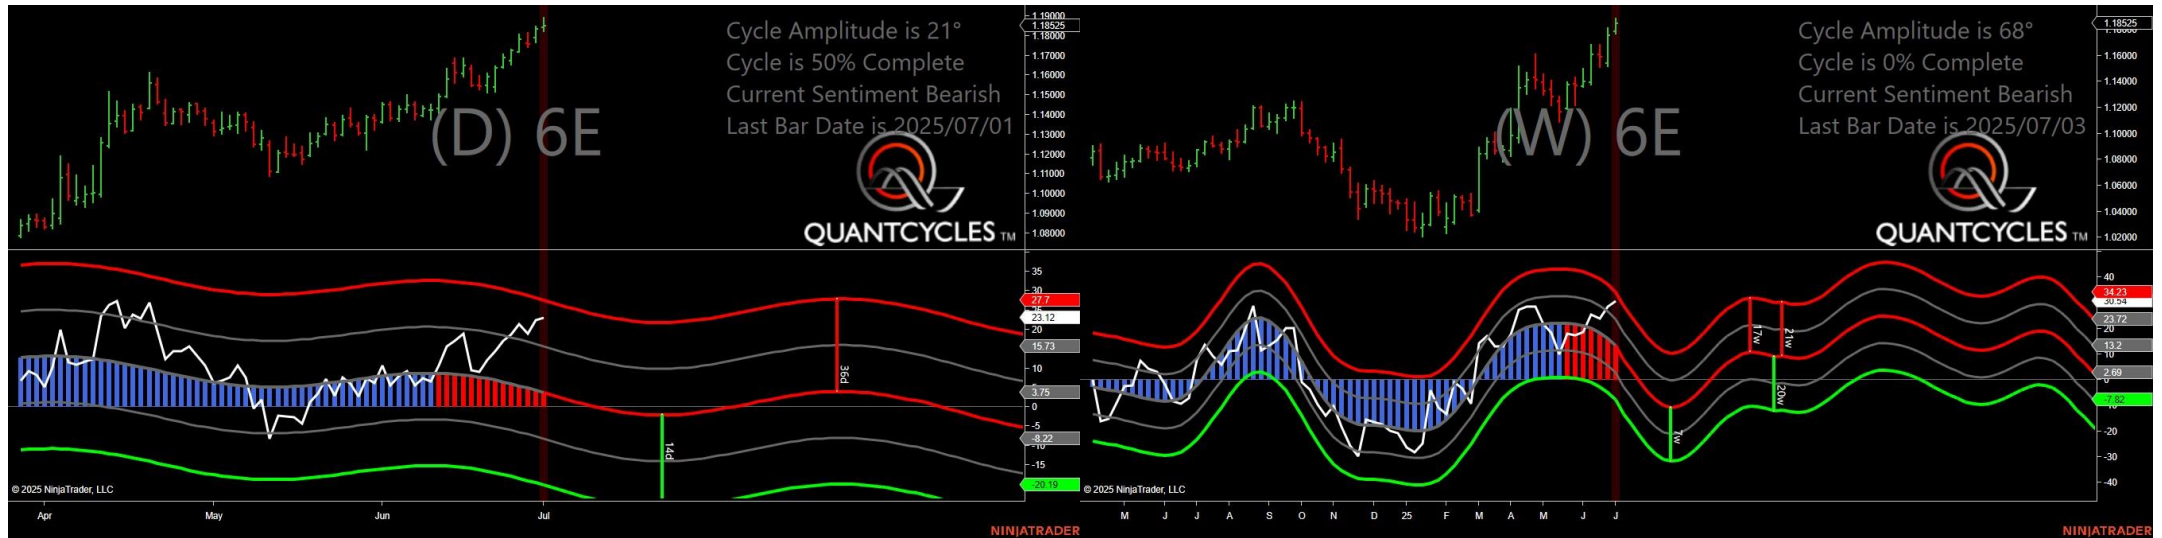 Cycle Amplitude is 21°
Cycle is 50% Complete
Current Sentiment Bearish
Last Bar Date is 2025/07/01
(D) 6E
QUANTCYCLES TM
1.19000
1.18525
1.18000
1.17000
1.16000
1.15000
1.14000
1.13000
1.12000
1.11000
1.10000
1.09000
1.08000
35
30
27.7
23.12
20
15.73
10
5
3.75
0
-5
-8.22
-10
-15
-20.19
36d
14d
© 2025 NinjaTrader, LLC
Apr
May
Jun
Jul
NINJATRADER
Cycle Amplitude is 68°
Cycle is 0% Complete
Current Sentiment Bearish
Last Bar Date is 2025/07/03
(W) 6E
QUANTCYCLES TM
1.18525
1.18000
1.16000
1.14000
1.12000
1.10000
1.08000
1.06000
1.04000
1.02000
40
34.23
30.54
23.72
20
13.2
10
2.69
0
-7.82
-10
-20
-30
-40
17w
21w
20w
7w
© 2025 NinjaTrader, LLC
M
J
J
A
S
O
N
D
25
F
M
A
M
J
J
NINJATRADER